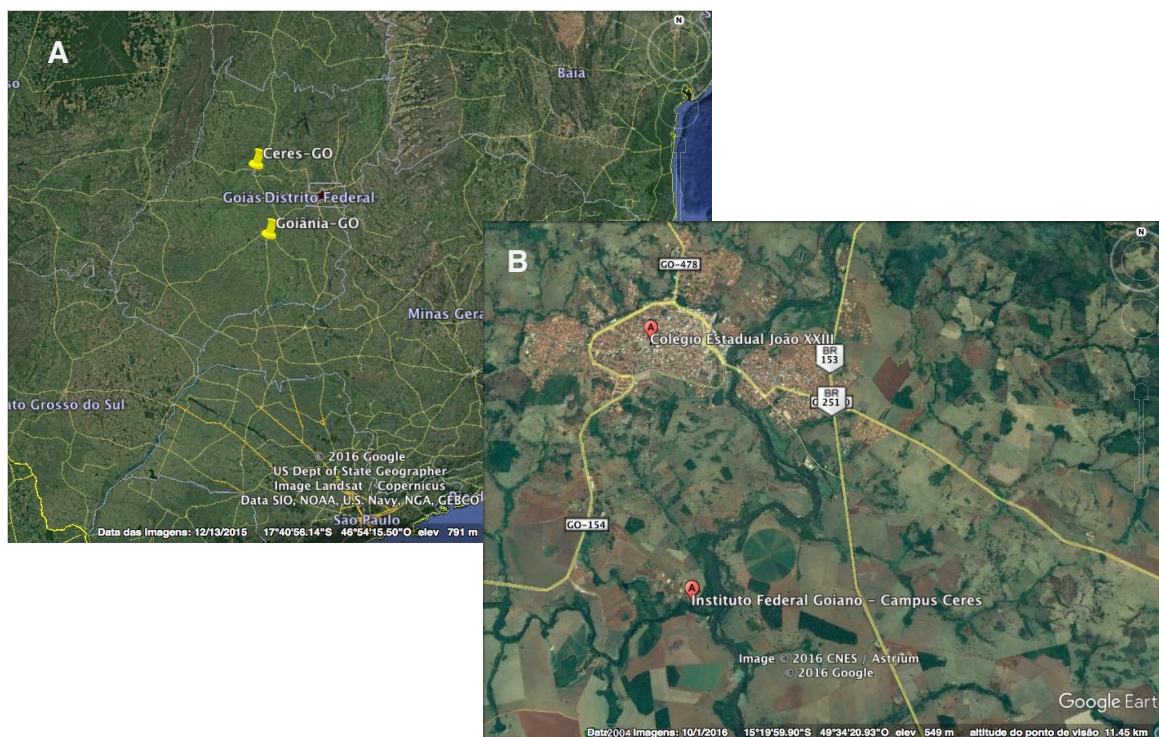 A
so
Baia
N
S
Ceres-GO
Goiás Distrito Federal
Goiânia-GO
Minas Gera
ato Grosso do Sul
© 2016 Google
US Dept of State Geographer
Image Landsat / Copernicus
Data SIO, NOAA, U.S. Navy, NGA, GEBCO
São Paulo
Data das Imagens: 12/13/2015 17°40'56.14"S 46°54'15.50"O elev 791 m
B
N
GO-478
A
Colégio Estadual João XXIII
BR
153
BR
251
GO-154
A
Instituto Federal Goiano - Campus Ceres
Image © 2016 CNES / Astrium
© 2016 Google
Google Eart
2004 Imagens: 10/1/2016 15°19'59.90"S 49°34'20.93"O elev 549 m altitude do ponto de visão 11.45 km